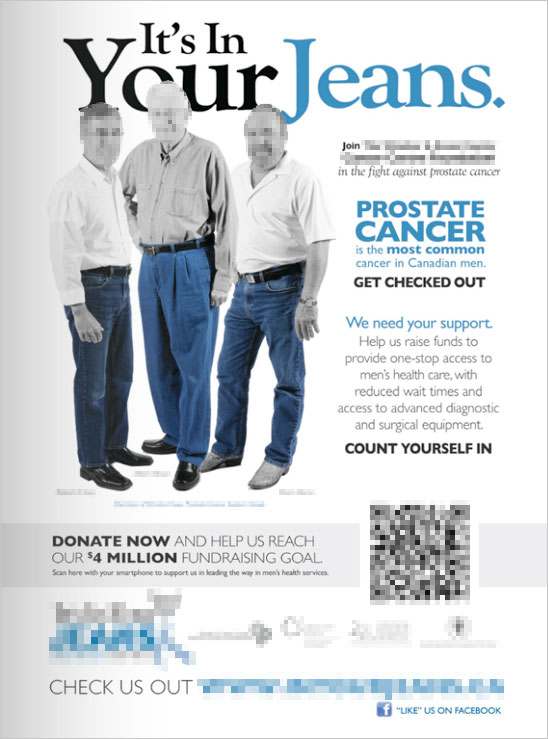 It's In
Your Jeans.
Join
in the fight against prostate cancer
PROSTATE
CANCER
is the most common
cancer in Canadian men.
GET CHECKED OUT
We need your support.
Help us raise funds to
provide one-stop access to
men's health care, with
reduced wait times and
access to advanced diagnostic
and surgical equipment.
COUNT YOURSELF IN
DONATE NOW AND HELP US REACH
OUR $4 MILLION FUNDRAISING GOAL.
Scan here with your smartphone to support us in leading the way in men's health services.
JEANS
CHECK US OUT
f "LIKE" US ON FACEBOOK